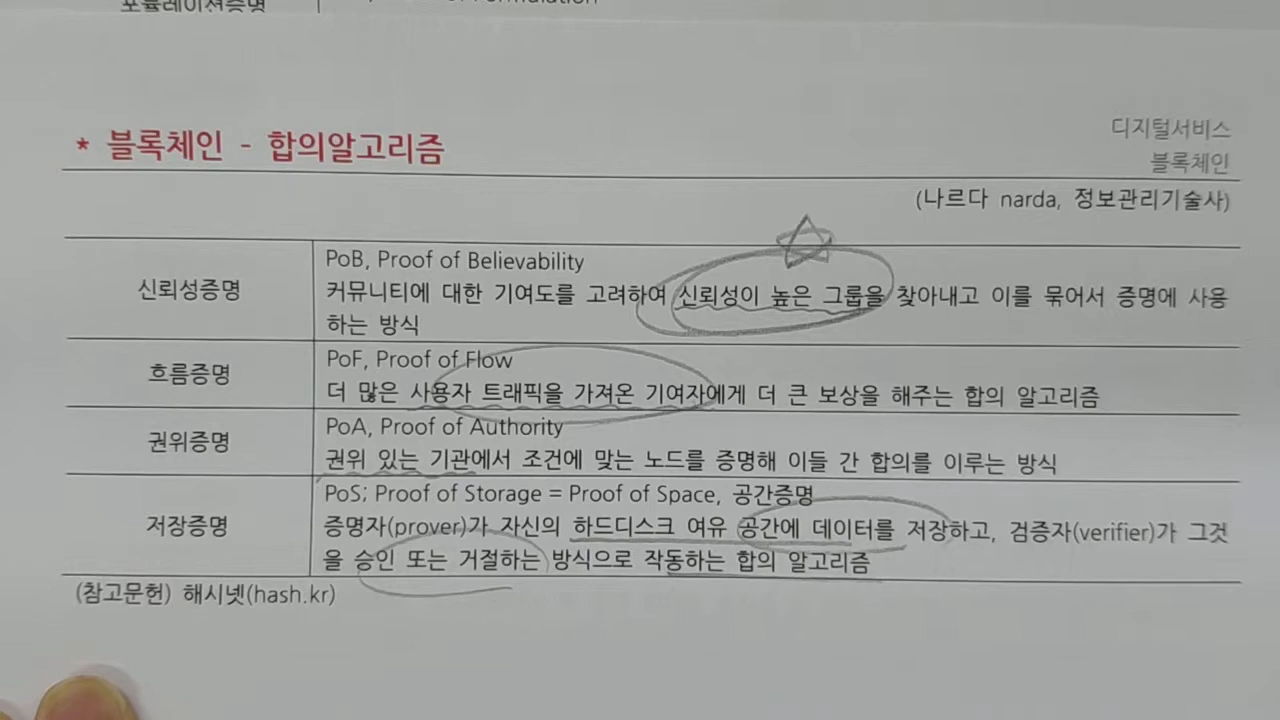 포뮬레이션증명
* 블록체인 - 합의알고리즘
디지털서비스
블록체인
(나르다 narda, 정보관리기술사)
신뢰성증명
PoB, Proof of Believability
커뮤니티에 대한 기여도를 고려하여 신뢰성이 높은 그룹을 찾아내고 이를 묶어서 증명에 사용
하는 방식
흐름증명
PoF, Proof of Flow
더 많은 사용자 트래픽을 가져온 기여자에게 더 큰 보상을 해주는 합의 알고리즘
권위증명
PoA, Proof of Authority
권위 있는 기관에서 조건에 맞는 노드를 증명해 이들 간 합의를 이루는 방식
저장증명
PoS; Proof of Storage = Proof of Space, 공간증명
증명자(prover)가 자신의 하드디스크 여유 공간에 데이터를 저장하고, 검증자(verifier)가 그것
을 승인 또는 거절하는 방식으로 작동하는 합의 알고리즘
(참고문헌) 해시넷(hash.kr)